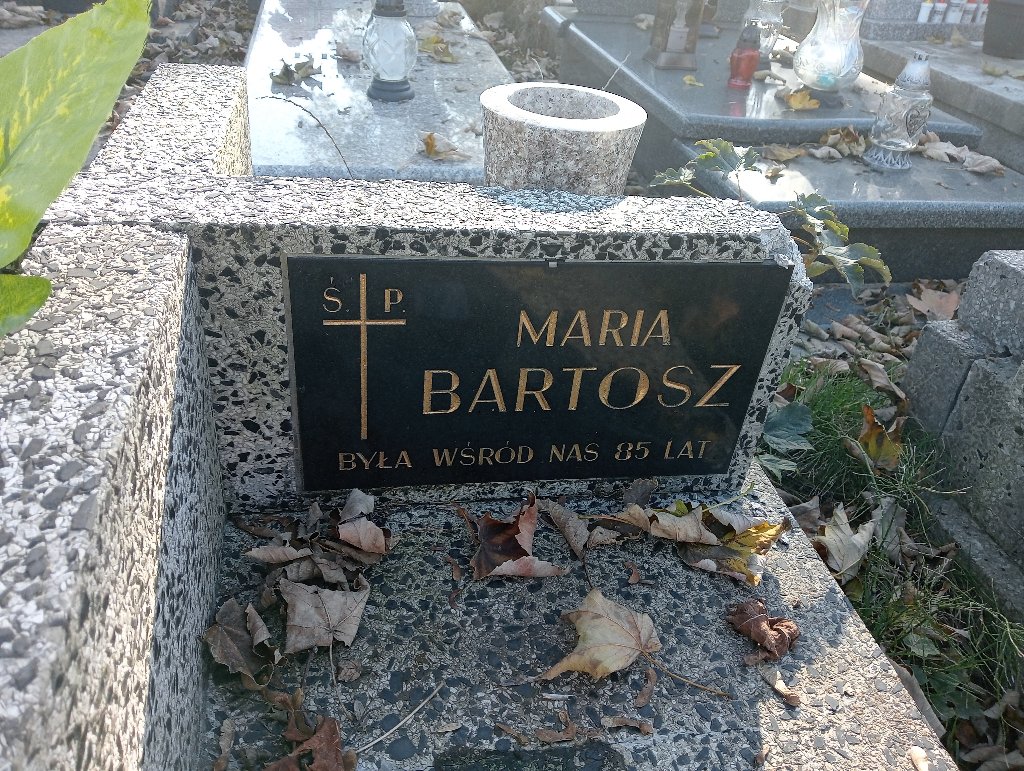 Ś. P.
MARIA
BARTOSZ
BYŁA WŚRÓD NAS 85 LAT